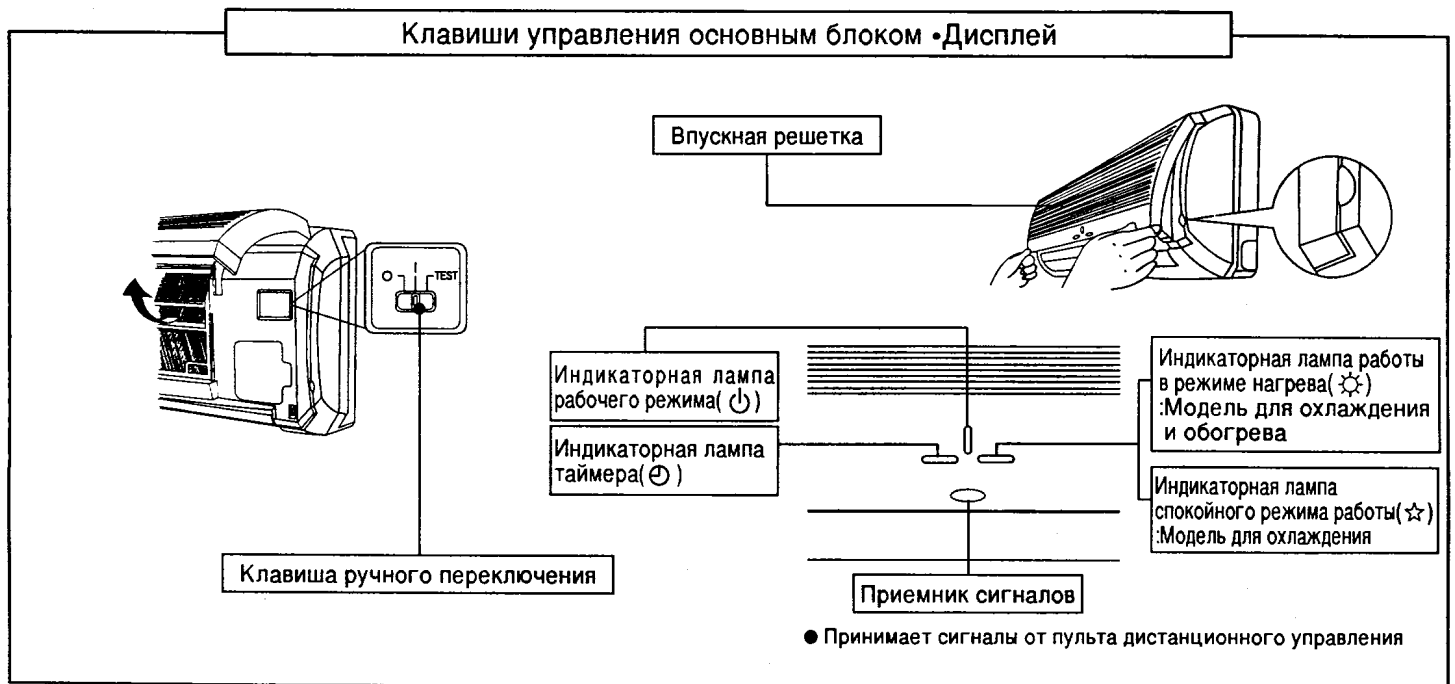 Клавиши управления основным блоком •Дисплей
Впускная решетка
TEST
Индикаторная лампа
рабочего режима( )
Индикаторная лампа
таймера( )
Индикаторная лампа работы
в режиме нагрева(☼)
:Модель для охлаждения
и обогрева
Индикаторная лампа
спокойного режима работы(☆)
:Модель для охлаждения
Клавиша ручного переключения
Приемник сигналов
● Принимает сигналы от пульта дистанционного управления